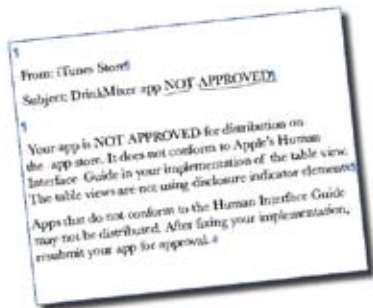 From: iTunes Store
Subject: DrinkMixer app NOT APPROVED
Your app is NOT APPROVED for distribution on
the app store. It does not conform to Apple's Human
Interface Guide in your implementation of the table view.
The table views are not using disclosure indicator elements
Apps that do not conform to the Human Interface Guide
may not be distributed. After fixing your implementation,
resubmit your app for approval.